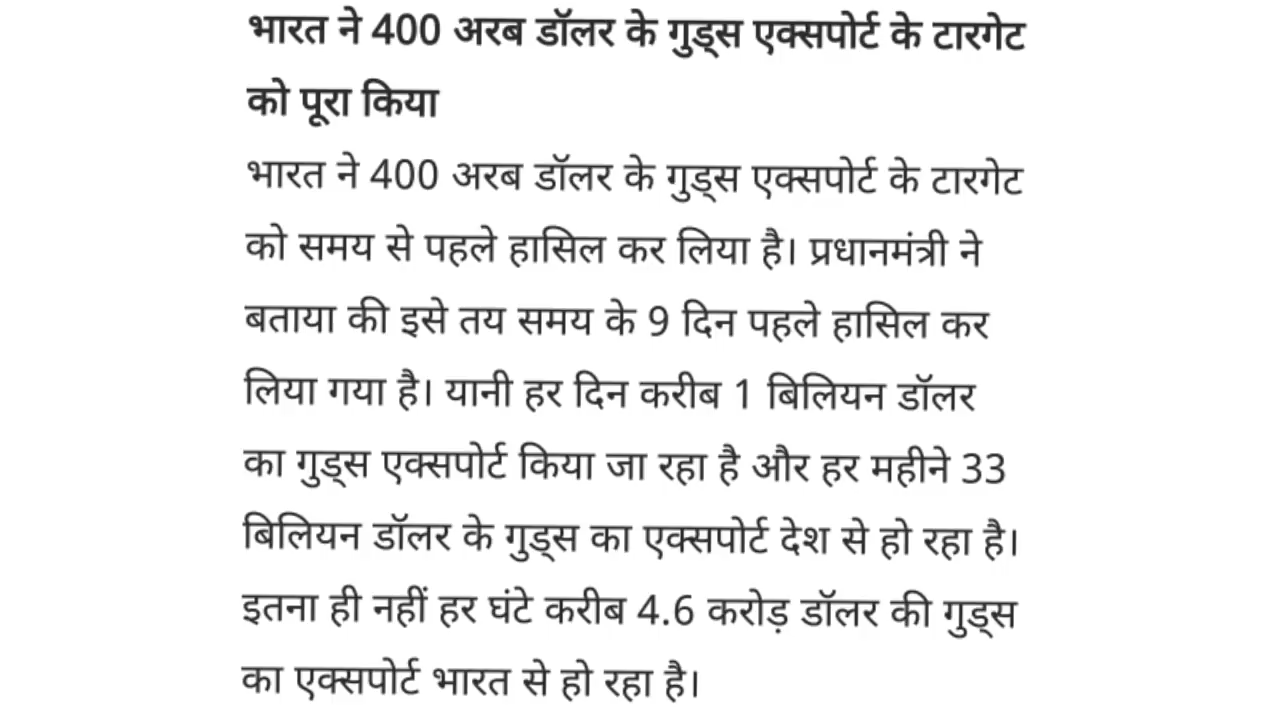 भारत ने 400 अरब डॉलर के गुड्स एक्सपोर्ट के टारगेट
को पूरा किया
भारत ने 400 अरब डॉलर के गुड्स एक्सपोर्ट के टारगेट
को समय से पहले हासिल कर लिया है। प्रधानमंत्री ने
बताया की इसे तय समय के 9 दिन पहले हासिल कर
लिया गया है। यानी हर दिन करीब 1 बिलियन डॉलर
का गुड्स एक्सपोर्ट किया जा रहा है और हर महीने 33
बिलियन डॉलर के गुड्स का एक्सपोर्ट देश से हो रहा है।
इतना ही नहीं हर घंटे करीब 4.6 करोड़ डॉलर की गुड्स
का एक्सपोर्ट भारत से हो रहा है।